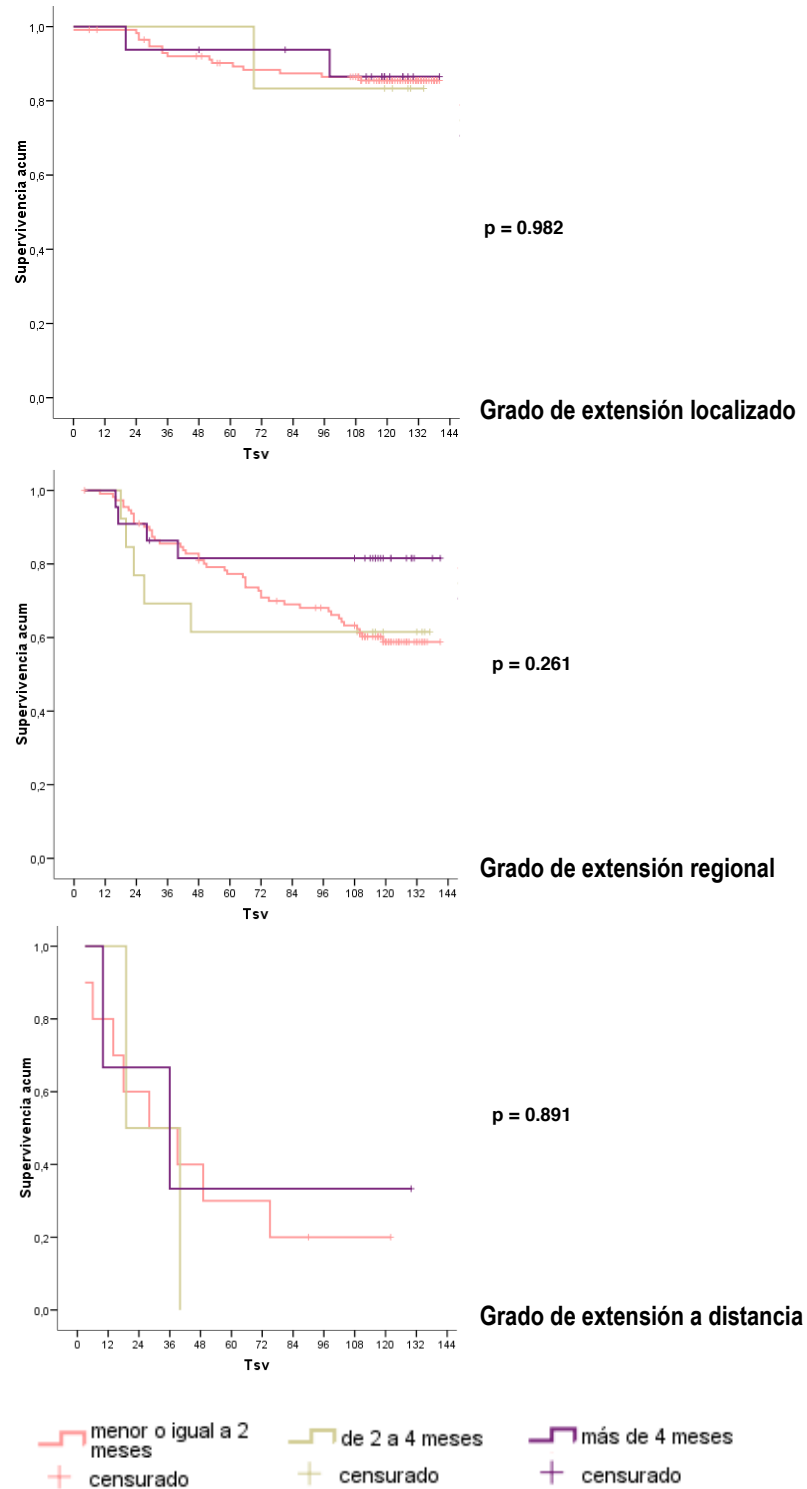 1,0
0,8
0,6
0,4
0,2
0,0
Supervivencia acum
0 12 24 36 48 60 72 84 96 108 120 132 144
Tsv
p = 0.982
Grado de extensión localizado
1,0
0,8
0,6
0,4
0,2
0,0
Supervivencia acum
0 12 24 36 48 60 72 84 96 108 120 132 144
Tsv
p = 0.261
Grado de extensión regional
1,0
0,8
0,6
0,4
0,2
0,0
Supervivencia acum
0 12 24 36 48 60 72 84 96 108 120 132 144
Tsv
p = 0.891
Grado de extensión a distancia
menor o igual a 2
meses
censurado
de 2 a 4 meses
censurado
más de 4 meses
censurado